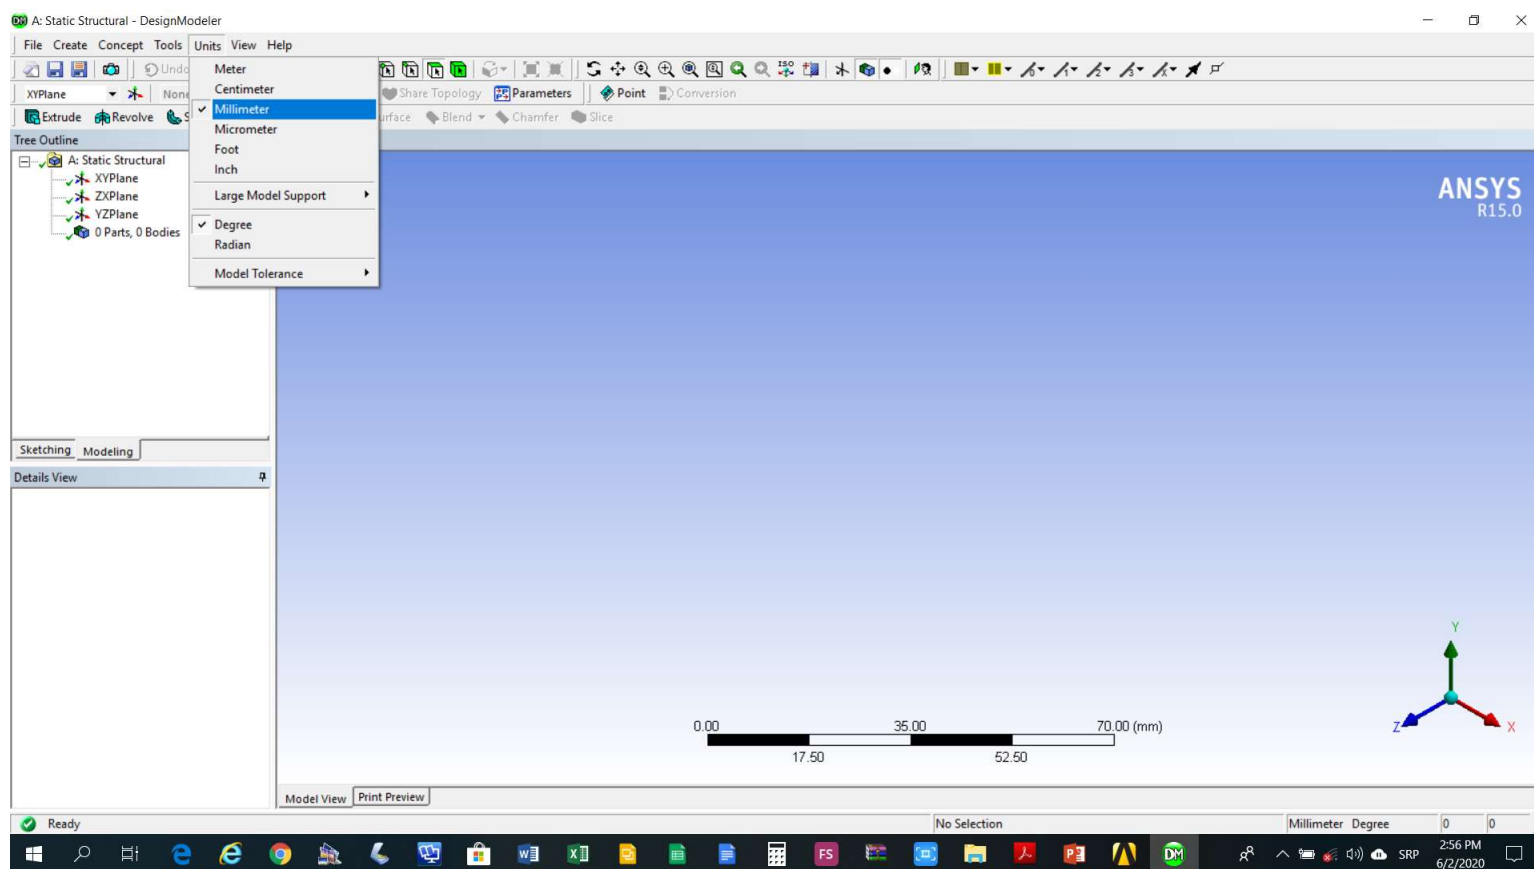 A: Static Structural - DesignModeler
File Create Concept Tools Units View Help
Undo
XYPlane None Share Topology Parameters Point Conversion
Extrude Revolve Blend Chamfer Slice
Meter
Centimeter
Millimeter
Micrometer
Foot
Inch
Large Model Support
Degree
Radian
Model Tolerance
Tree Outline
A: Static Structural
XYPlane
ZXPlane
YZPlane
0 Parts, 0 Bodies
Sketching Modeling
Details View
ANSYS
R15.0
Y
Z X
0.00 35.00 70.00 (mm)
17.50 52.50
Model View Print Preview
Ready No Selection Millimeter Degree 0 0
FS DM SRP 2:56 PM
6/2/2020